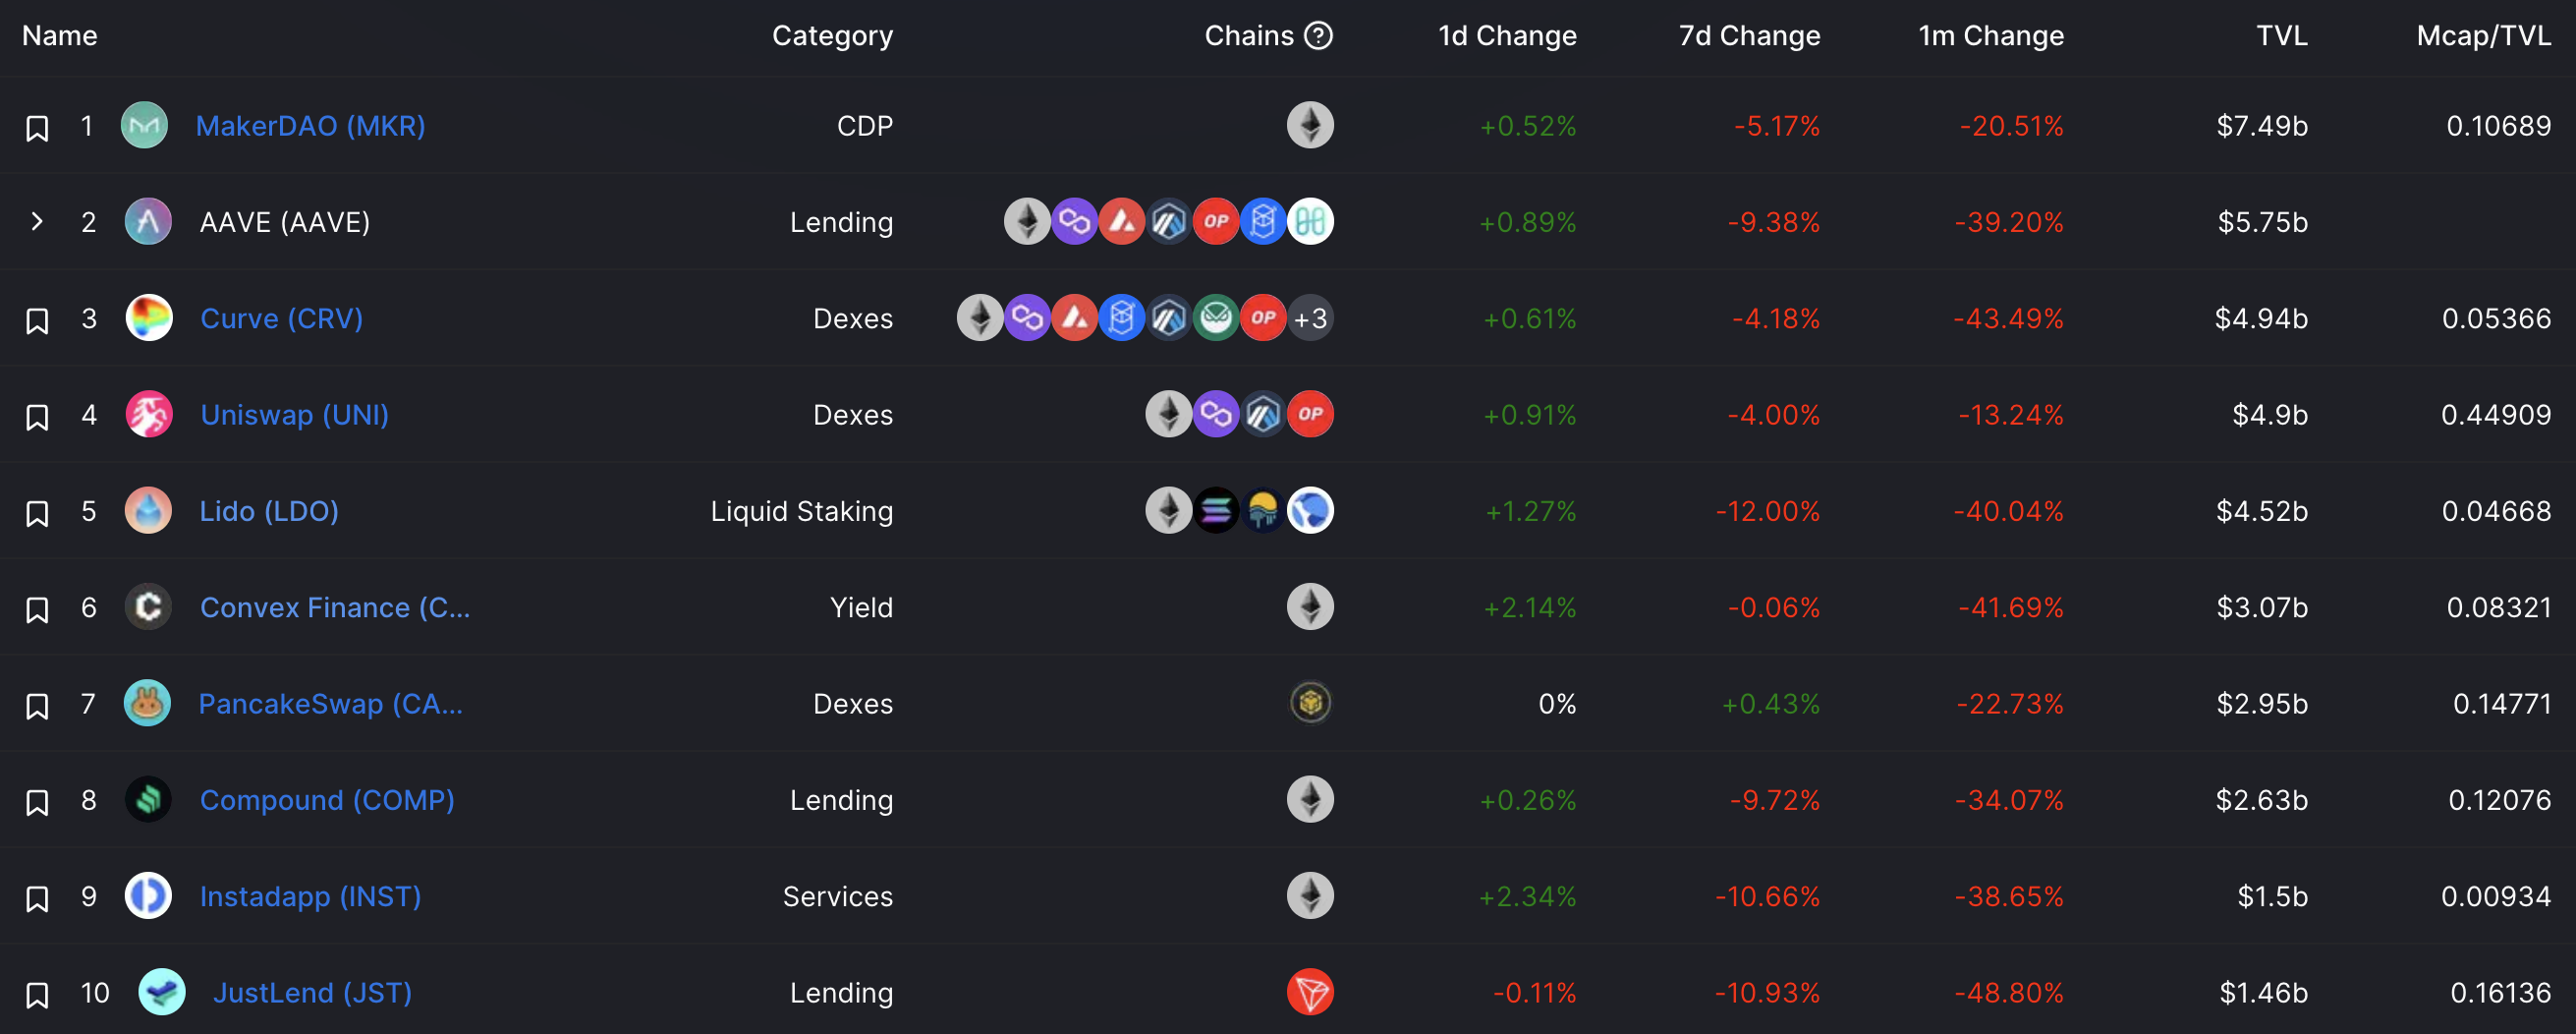 Name Category Chains ? 1d Change 7d Change 1m Change TVL Mcap/TVL
1 MakerDAO (MKR) CDP +0.52% -5.17% -20.51% $7.49b 0.10689
2 AAVE (AAVE) Lending OP +0.89% -9.38% -39.20% $5.75b
3 Curve (CRV) Dexes OP +3 +0.61% -4.18% -43.49% $4.94b 0.05366
4 Uniswap (UNI) Dexes OP +0.91% -4.00% -13.24% $4.9b 0.44909
5 Lido (LDO) Liquid Staking +1.27% -12.00% -40.04% $4.52b 0.04668
6 Convex Finance (C... Yield +2.14% -0.06% -41.69% $3.07b 0.08321
7 PancakeSwap (CA... Dexes 0% +0.43% -22.73% $2.95b 0.14771
8 Compound (COMP) Lending +0.26% -9.72% -34.07% $2.63b 0.12076
9 Instadapp (INST) Services +2.34% -10.66% -38.65% $1.5b 0.00934
10 JustLend (JST) Lending -0.11% -10.93% -48.80% $1.46b 0.16136